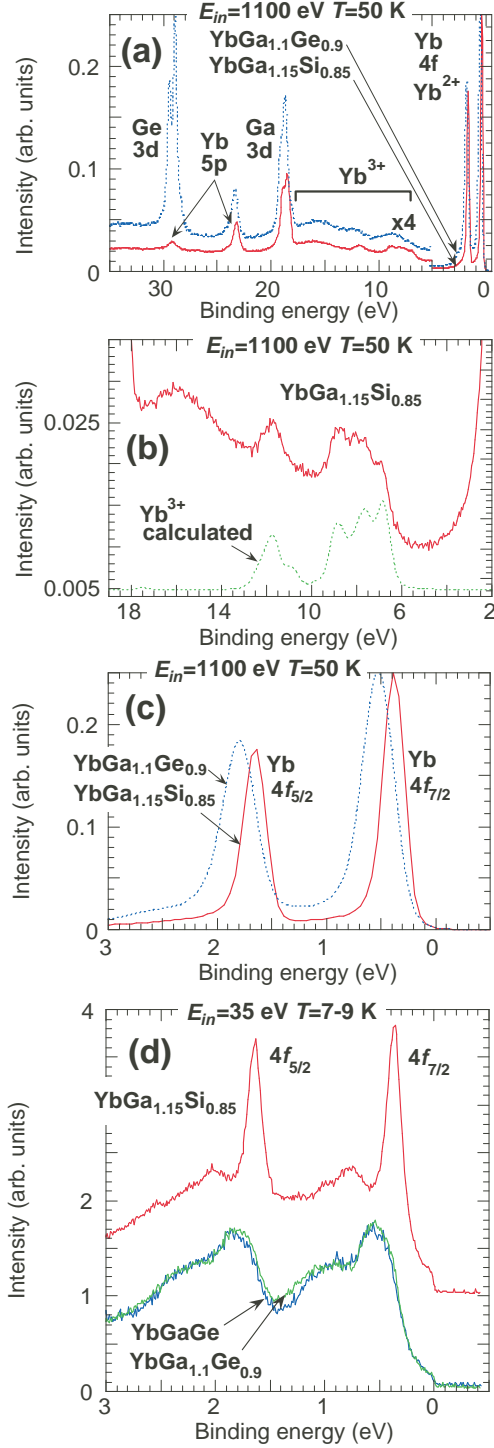 E_in=1100 eV T=50 K
(a)
YbGa1.1Ge0.9
YbGa1.15Si0.85
Yb
4f
Yb2+
Ge
3d
Yb
5p
Ga
3d
Yb3+
x4
0.2
0.1
0
Intensity (arb. units)
30 20 10 0
Binding energy (eV)
E_in=1100 eV T=50 K
YbGa1.15Si0.85
(b)
0.025
Yb3+
calculated
0.005
Intensity (arb. units)
18 14 10 6 2
Binding energy (eV)
E_in=1100 eV T=50 K
(c)
0.2
YbGa1.1Ge0.9
YbGa1.15Si0.85
Yb
4f5/2
Yb
4f7/2
0.1
0
Intensity (arb. units)
3 2 1 0
Binding energy (eV)
E_in=35 eV T=7-9 K
4
(d)
4f5/2
4f7/2
YbGa1.15Si0.85
2
1
YbGaGe
YbGa1.1Ge0.9
3
Intensity (arb. units)
3 2 1 0
Binding energy (eV)